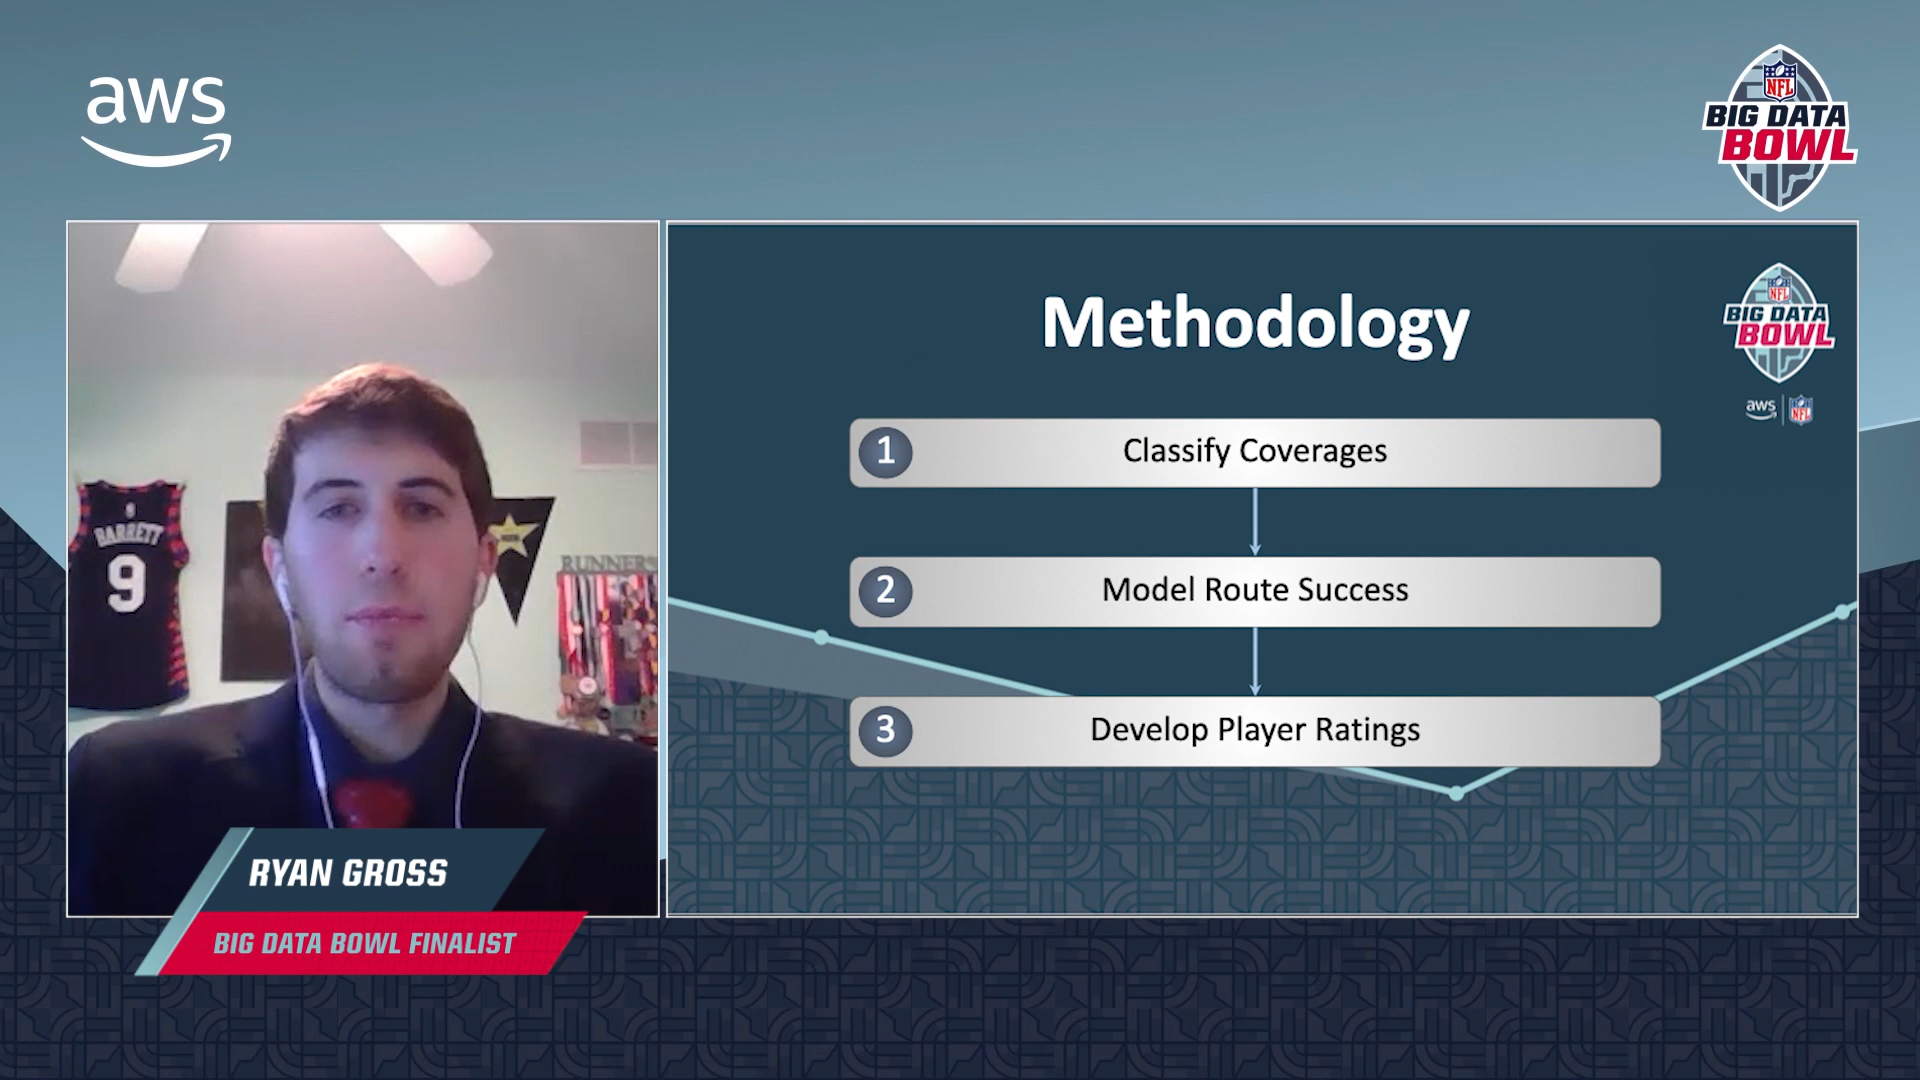 aws
NFL
BIG DATA
BOWL
BARRETT
9
RUNNER'S
Methodology
NFL
BIG DATA
BOWL
aws
NFL
1 Classify Coverages
2 Model Route Success
3 Develop Player Ratings
RYAN GROSS
BIG DATA BOWL FINALIST